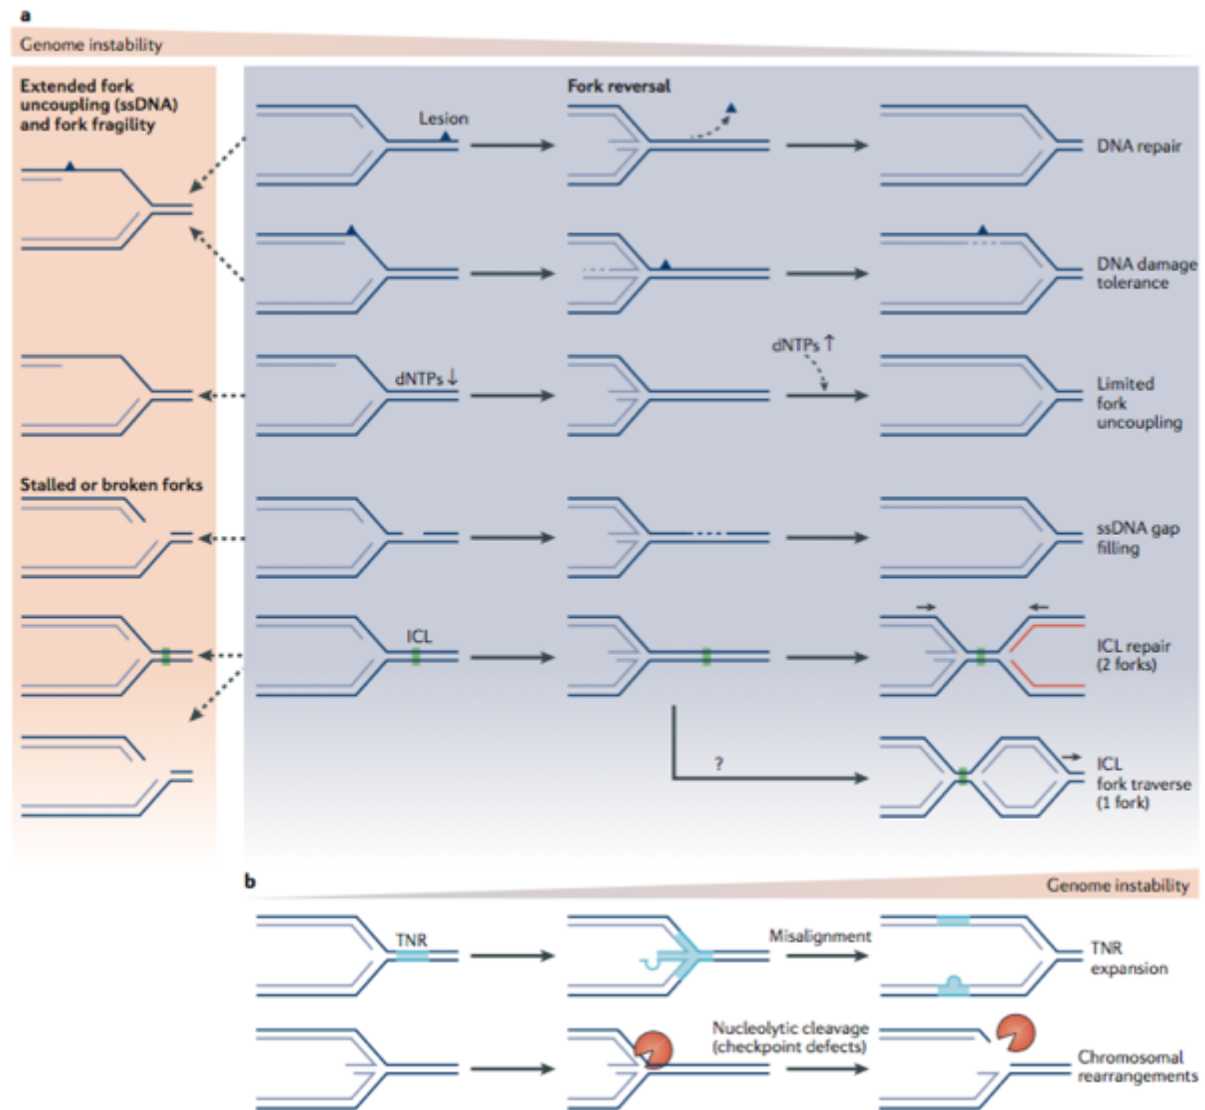 a
Genome instability
Extended fork
uncoupling (ssDNA)
and fork fragility
Fork reversal
Lesion
DNA repair
DNA damage
tolerance
dNTPs ↓
dNTPs ↑
Limited
fork
uncoupling
Stalled or broken forks
ssDNA gap
filling
ICL
ICL repair
(2 forks)
?
ICL
fork traverse
(1 fork)
b
Genome instability
TNR
Misalignment
TNR
expansion
Nucleolytic cleavage
(checkpoint defects)
Chromosomal
rearrangements